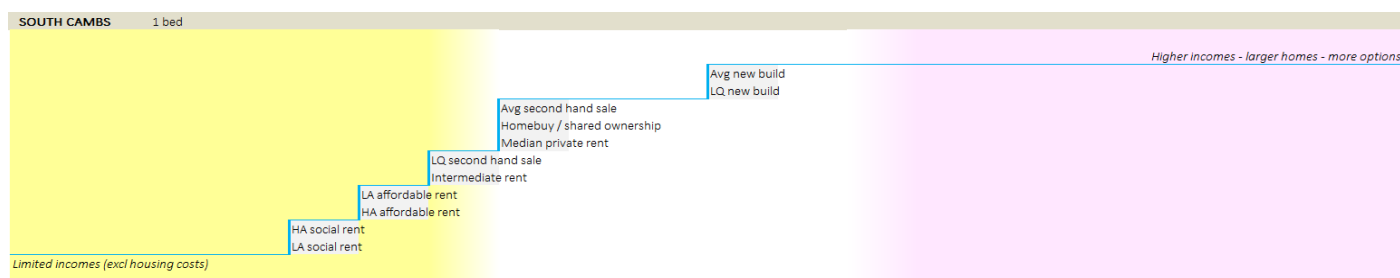 SOUTH CAMBS 1 bed
Higher incomes - larger homes - more options
Avg new build
LQ new build
Avg second hand sale
Homebuy / shared ownership
Median private rent
LQ second hand sale
Intermediate rent
LA affordable rent
HA affordable rent
HA social rent
LA social rent
Limited incomes (excl housing costs)